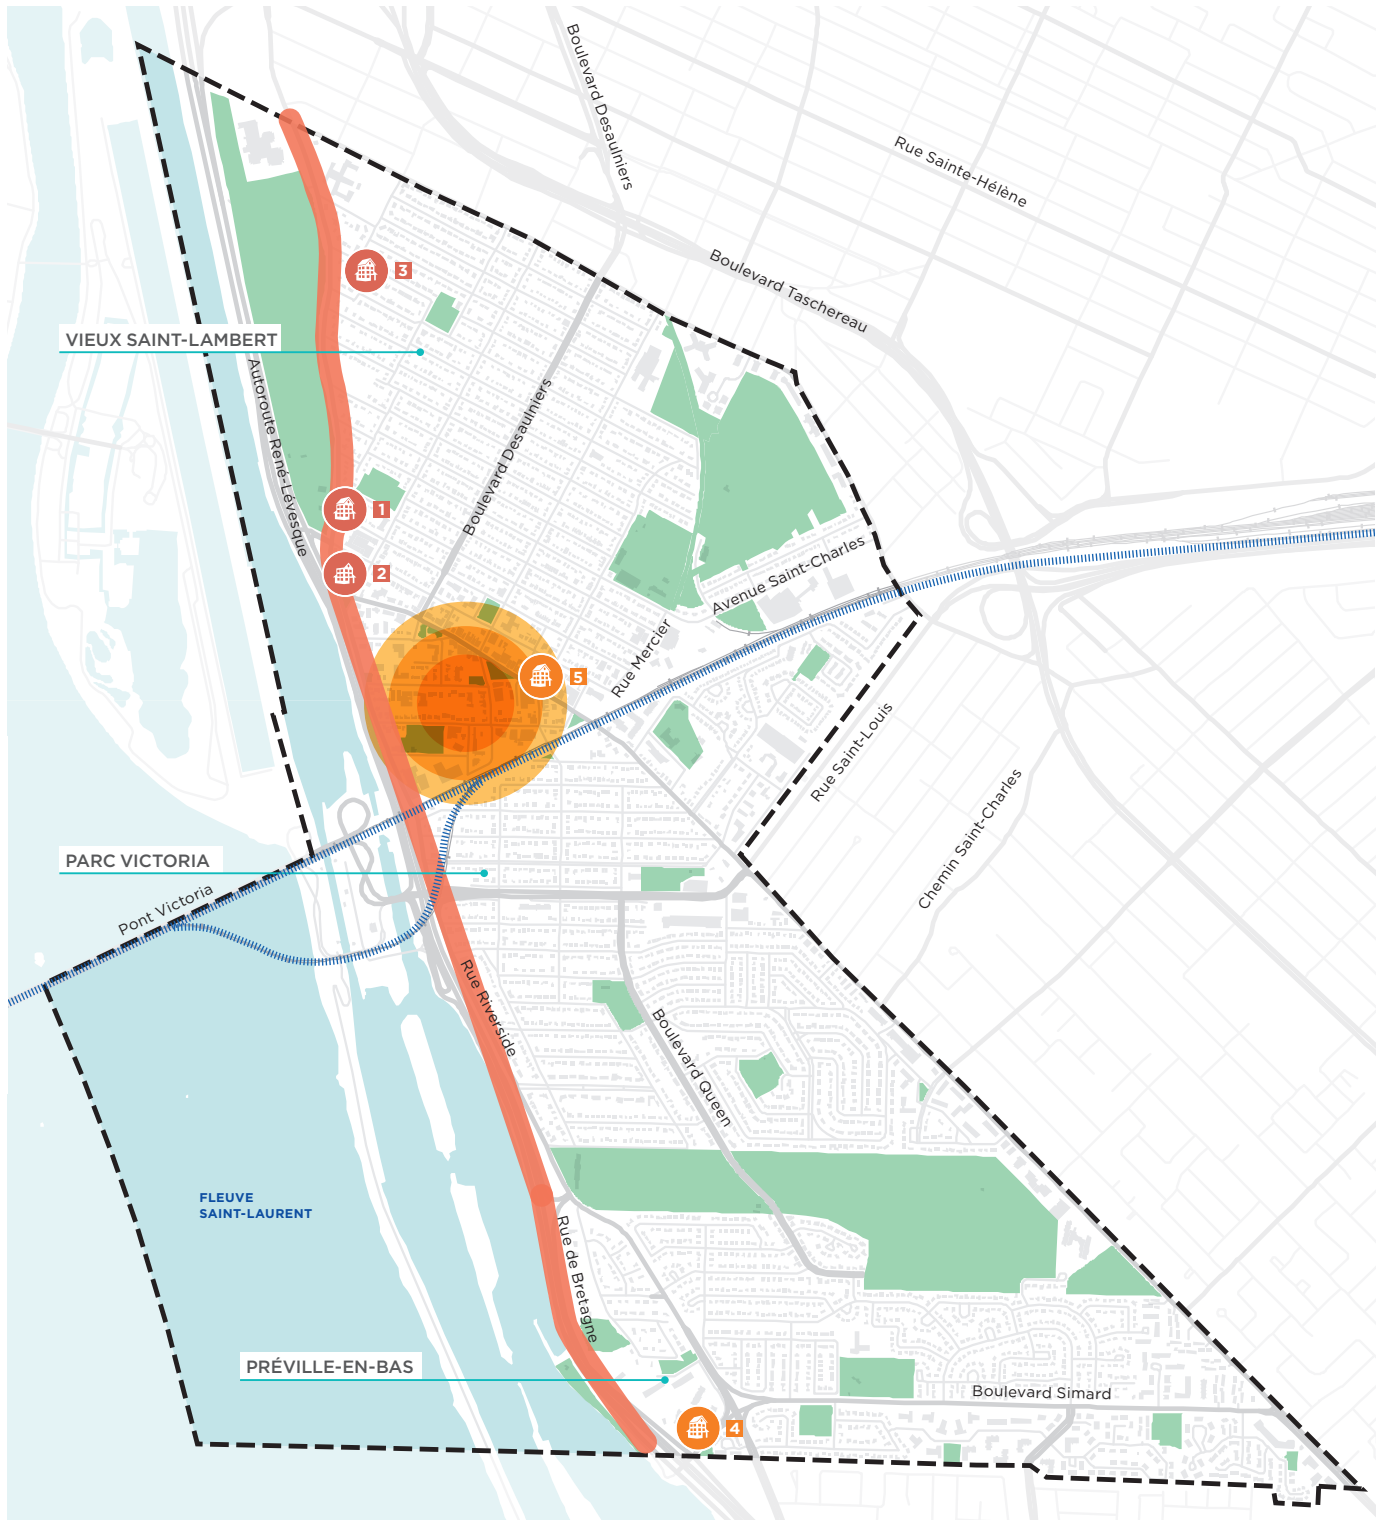 Boulevard Desaulniers
Rue Sainte-Hélène
Boulevard Taschereau
3
VIEUX SAINT-LAMBERT
Autoroute René-Lévesque
Boulevard Desaulniers
1
2
Avenue Saint-Charles
Rue Mercier
5
Rue Saint-Louis
Chemin Saint-Charles
PARC VICTORIA
Pont Victoria
Rue Riverside
Boulevard Queen
FLEUVE
SAINT-LAURENT
Rue de Bretagne
PRÉVILLE-EN-BAS
Boulevard Simard
4